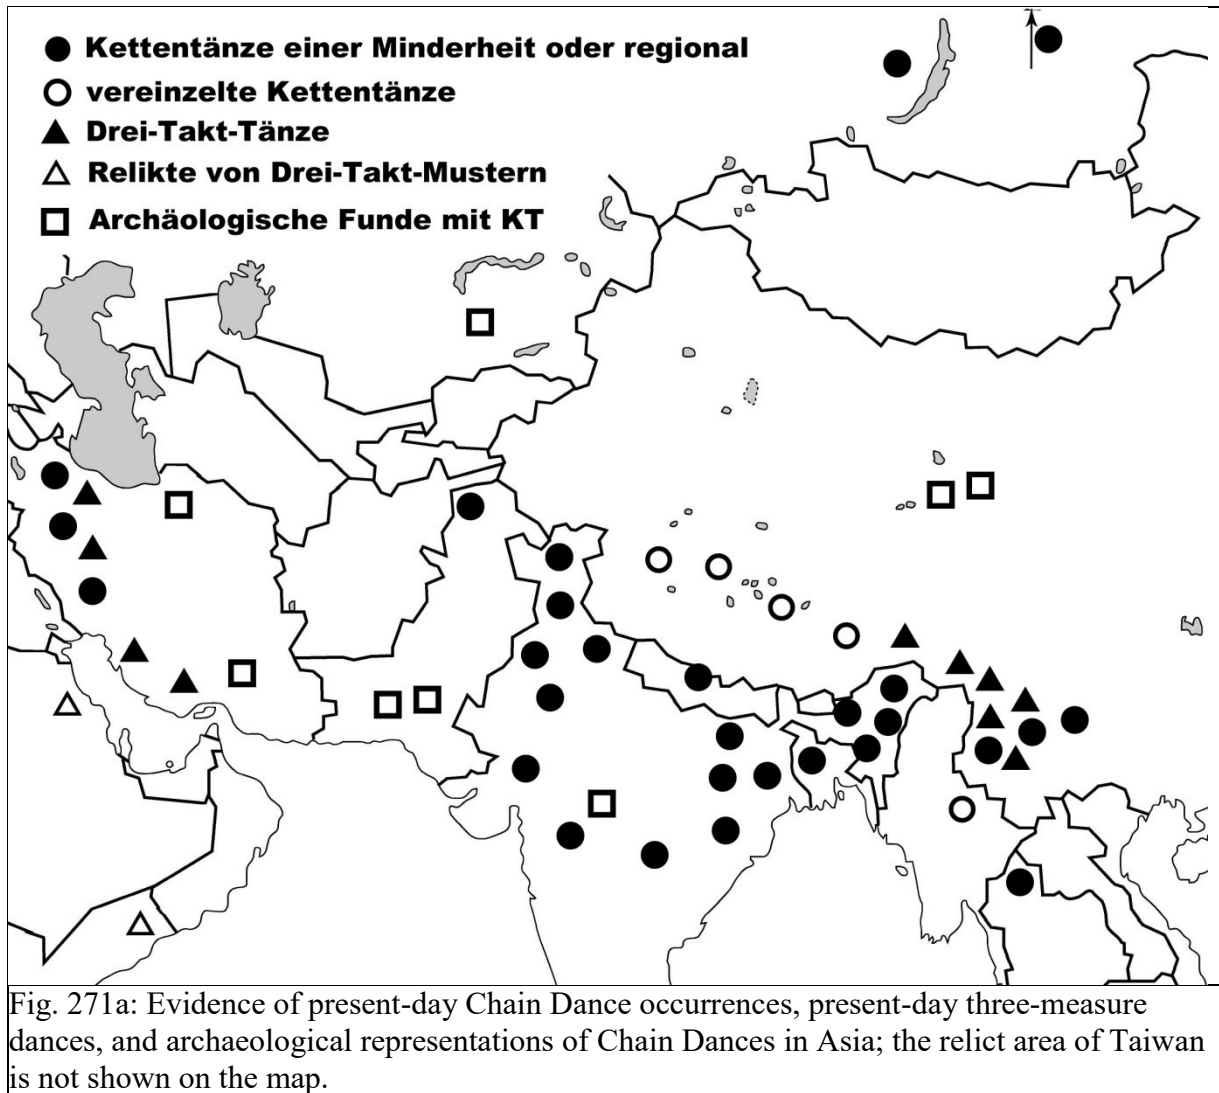 Kettentänze einer Minderheit oder regional
vereinzelte Kettentänze
Drei-Takt-Tänze
Relikte von Drei-Takt-Mustern
Archäologische Funde mit KT
Fig. 271a: Evidence of present-day Chain Dance occurrences, present-day three-measure
dances, and archaeological representations of Chain Dances in Asia; the relict area of Taiwan
is not shown on the map.